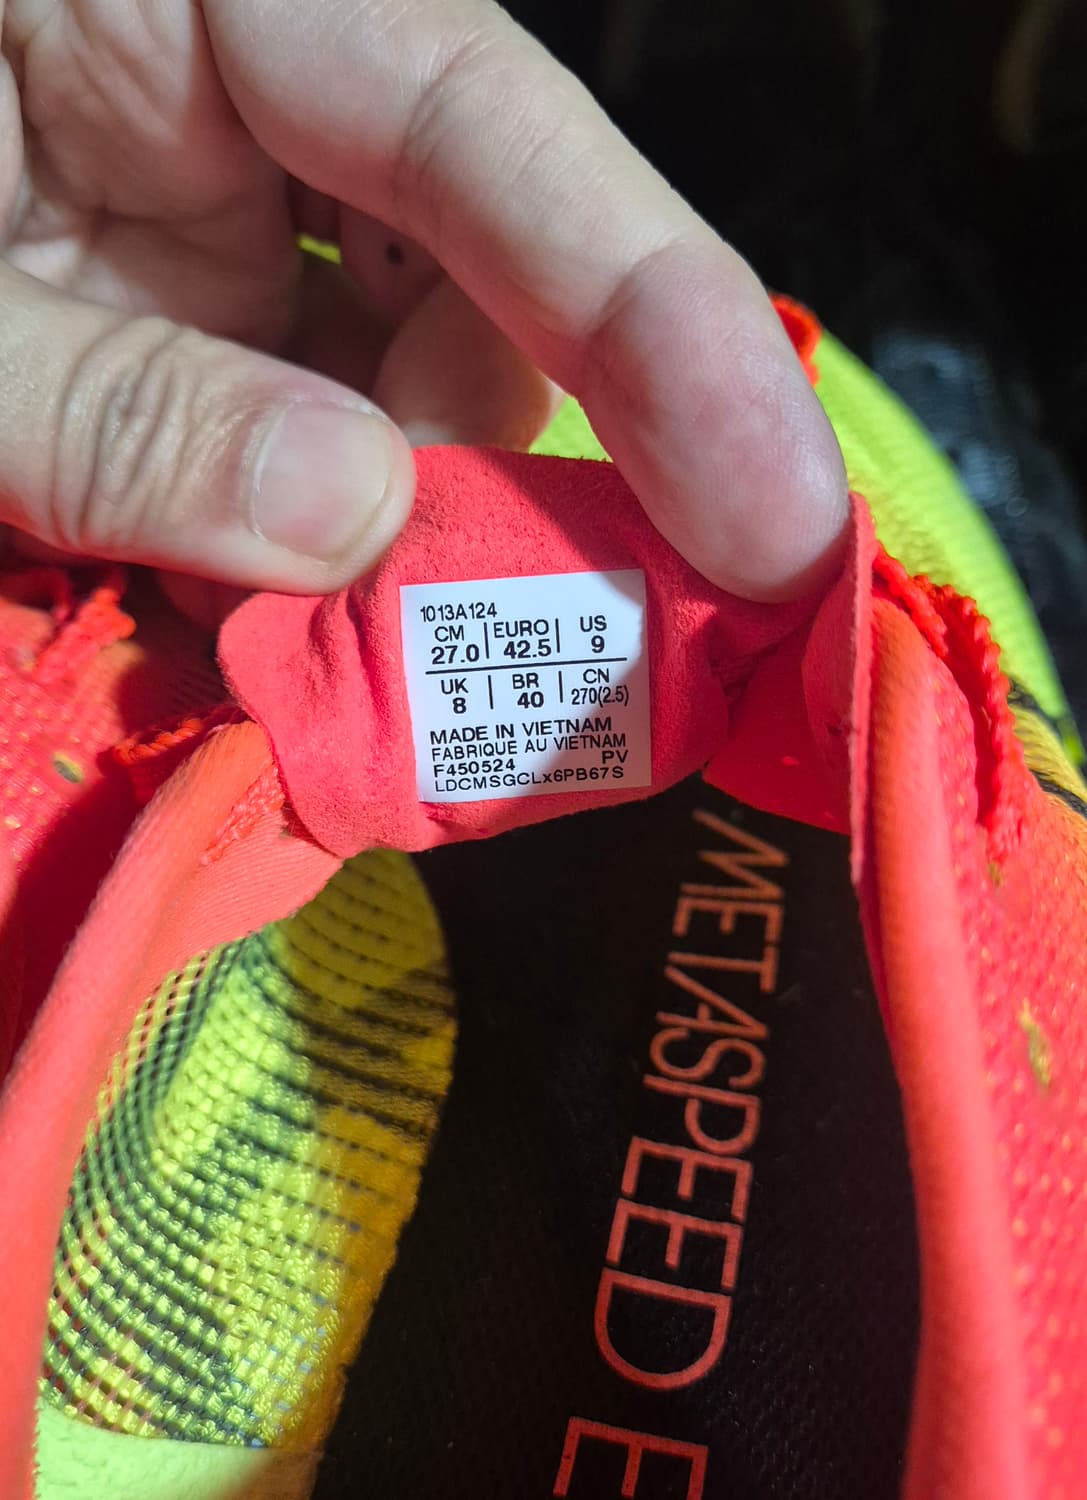 1013A124
CM | EURO | US
27.0 | 42.5 | 9
UK | BR | CN
8 | 40 | 270(2.5)
MADE IN VIETNAM
FABRIQUE AU VIETNAM
F450524 PV
LDCMSGCLx6PB67S
METASPEED E